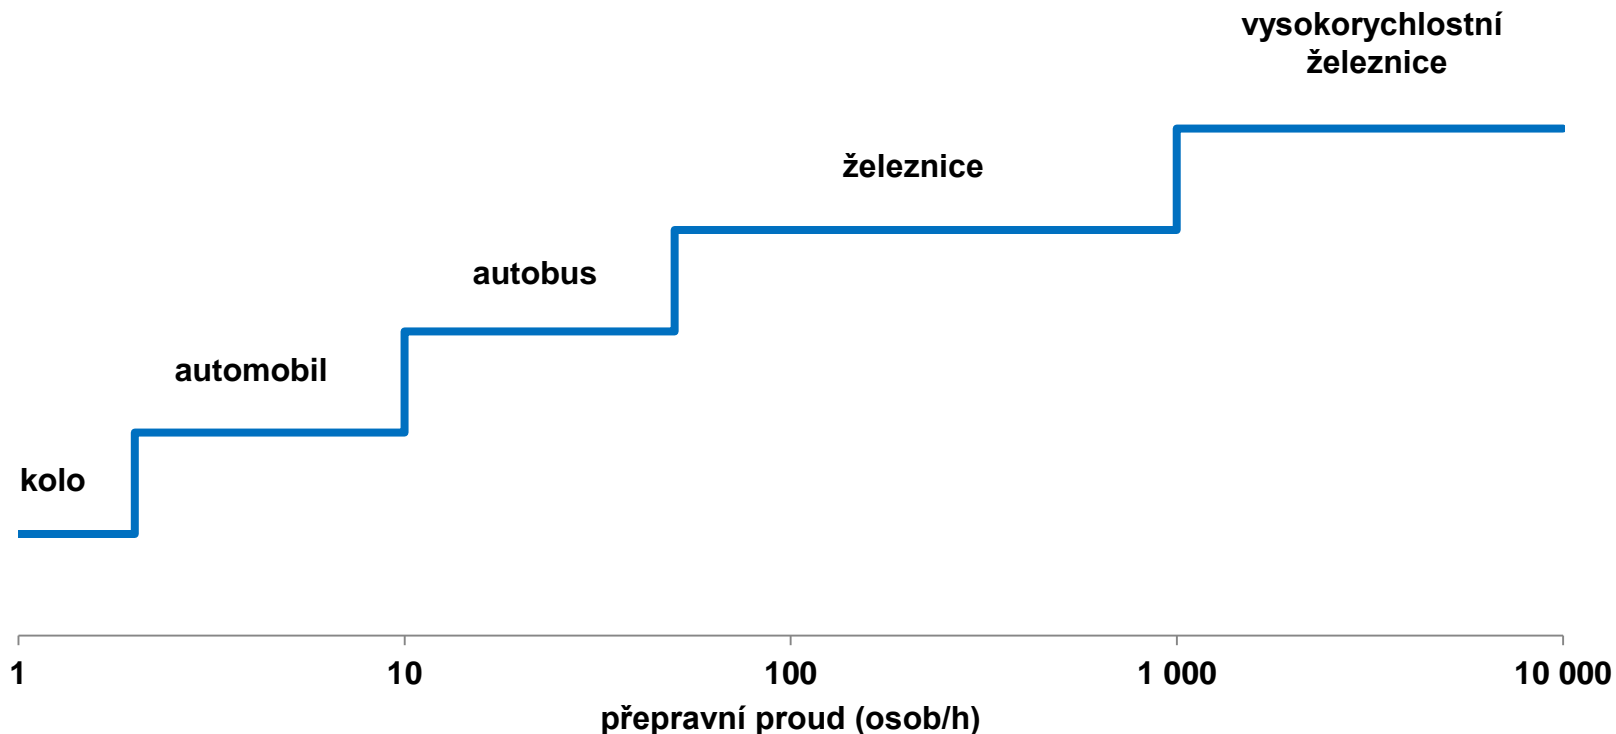 vysokorychlostní
železnice
železnice
autobus
automobil
kolo
1 10 100 1 000 10 000
přepravní proud (osob/h)